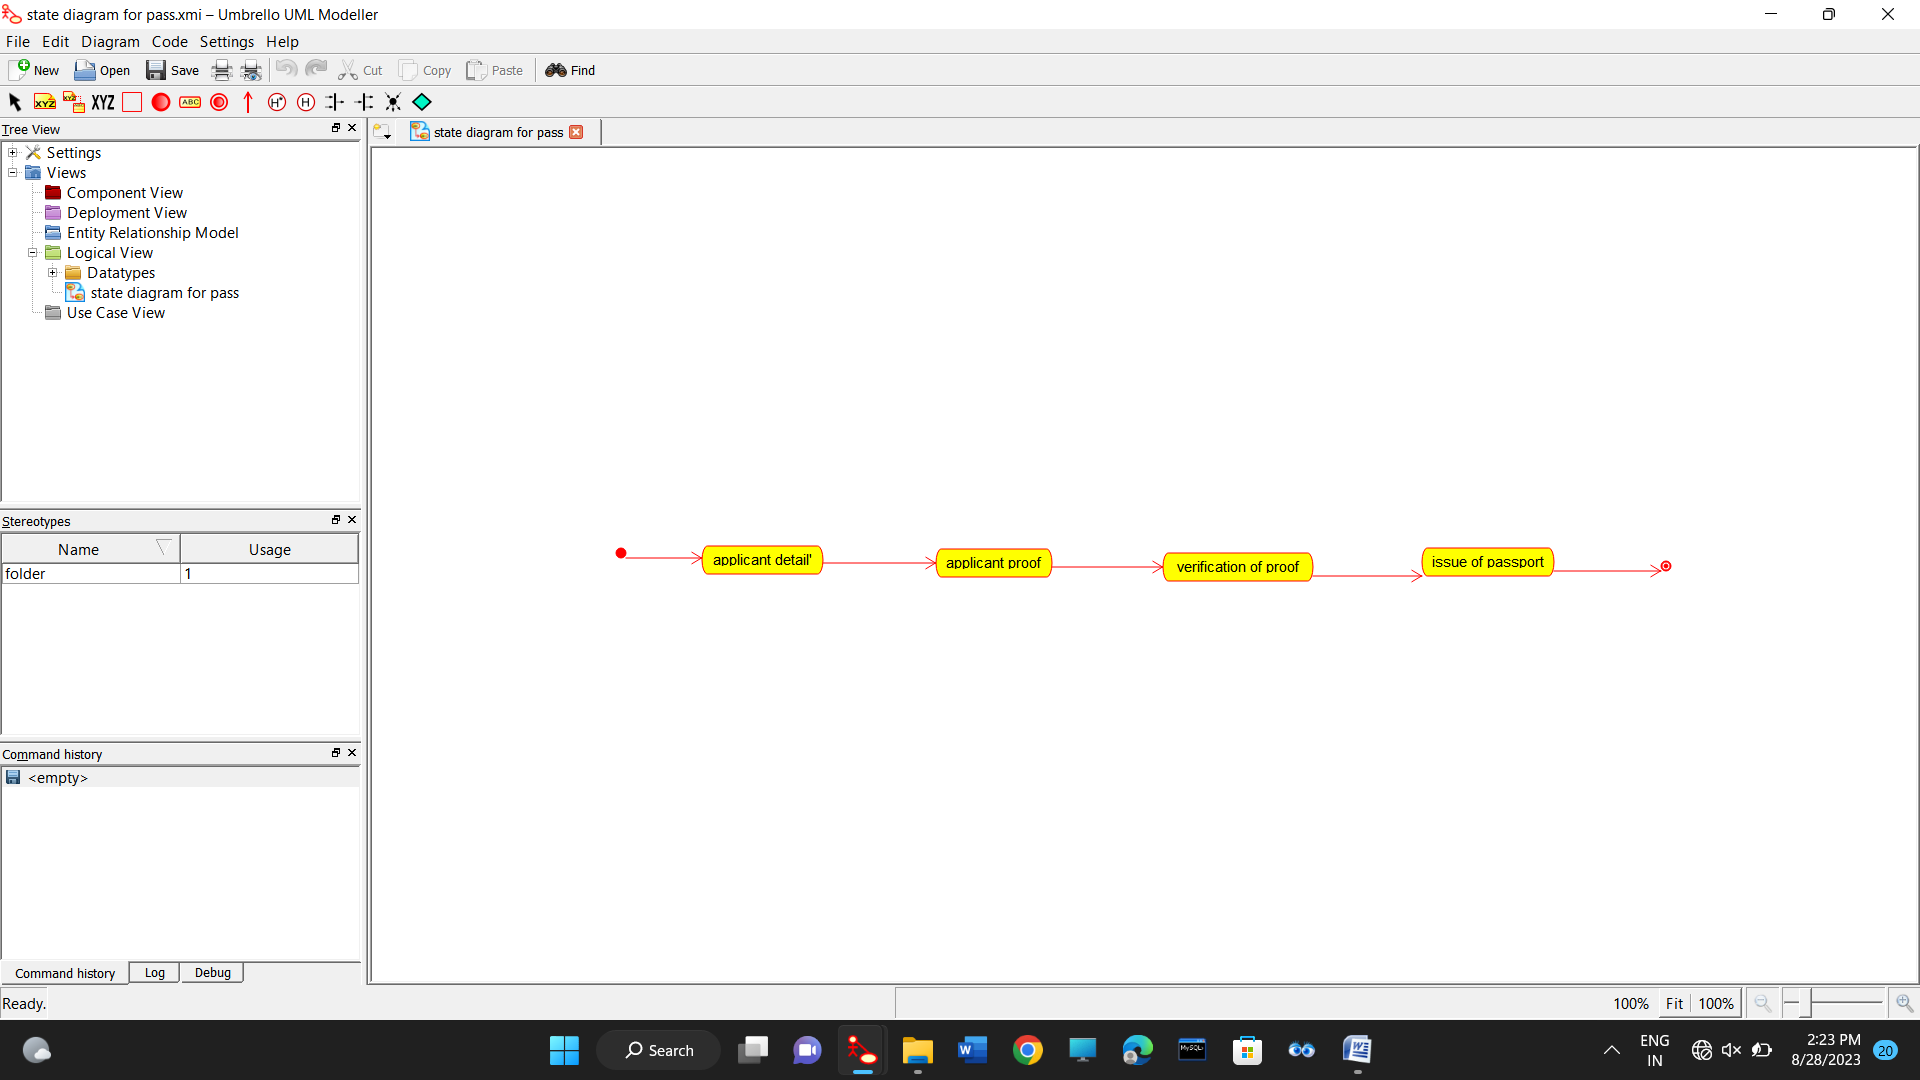 state diagram for pass.xmi – Umbrello UML Modeller
File Edit Diagram Code Settings Help
New Open Save Cut Copy Paste Find
XYZ XYZ XYZ ABC H* H
Tree View
state diagram for pass
Settings
Views
Component View
Deployment View
Entity Relationship Model
Logical View
Datatypes
state diagram for pass
Use Case View
Stereotypes
Name Usage
folder 1
applicant detail' applicant proof verification of proof issue of passport
Command history
<empty>
Command history Log Debug
Ready.
100% Fit 100%
Search
W
MySQL
W
ENG
IN
2:23 PM
8/28/2023
20